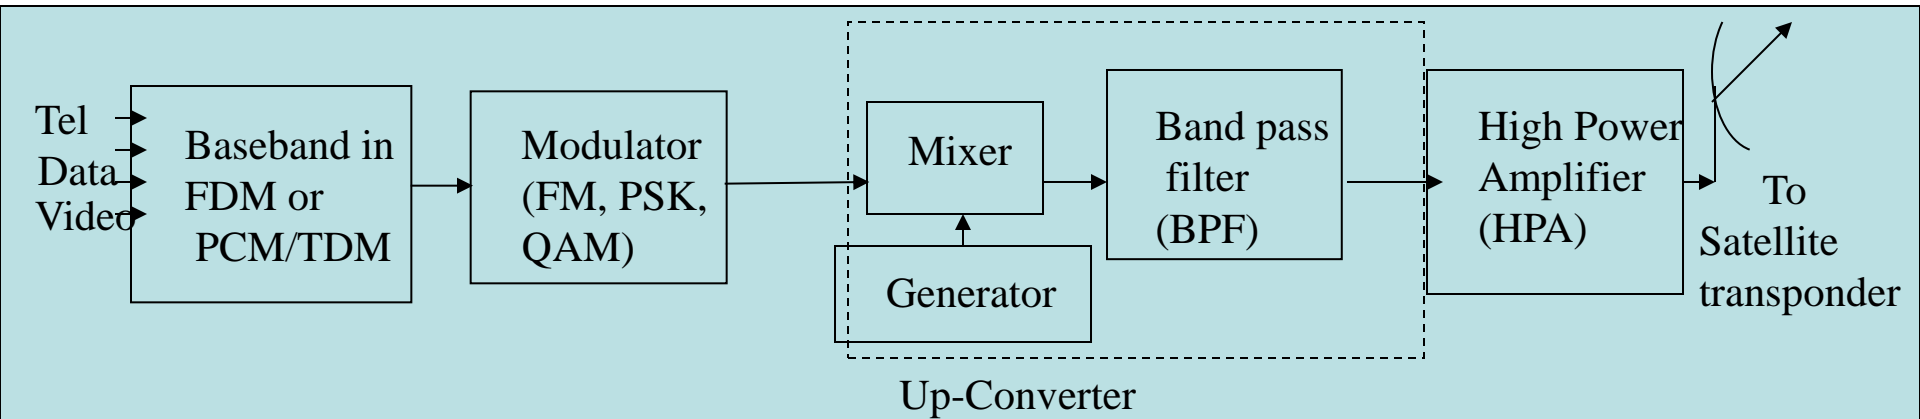 Tel
Data
Video
Baseband in
FDM or
PCM/TDM
Modulator
(FM, PSK,
QAM)
Mixer
Generator
Band pass
filter
(BPF)
Up-Converter
High Power
Amplifier
(HPA)
To
Satellite
transponder